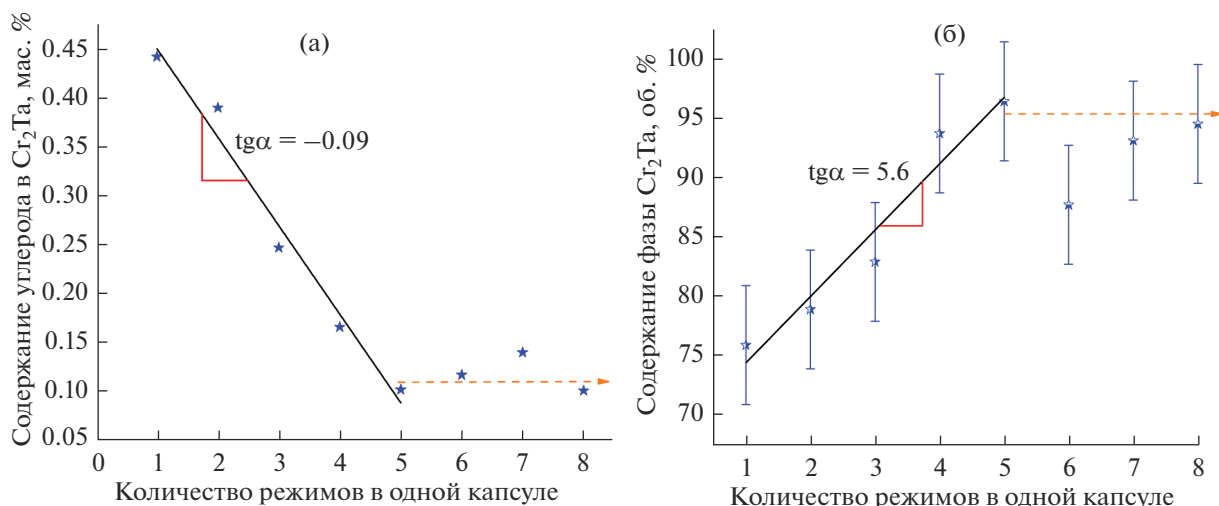 (а)
Содержание углерода в Cr₂Ta, мас. %
0.45
0.40
0.35
0.30
0.25
0.20
0.15
0.10
0.05
tgα = –0.09
0 1 2 3 4 5 6 7 8
Количество режимов в одной капсуле
(б)
Содержание фазы Cr₂Ta, об. %
100
95
90
85
80
75
70
tgα = 5.6
1 2 3 4 5 6 7 8
Количество режимов в одной капсуле